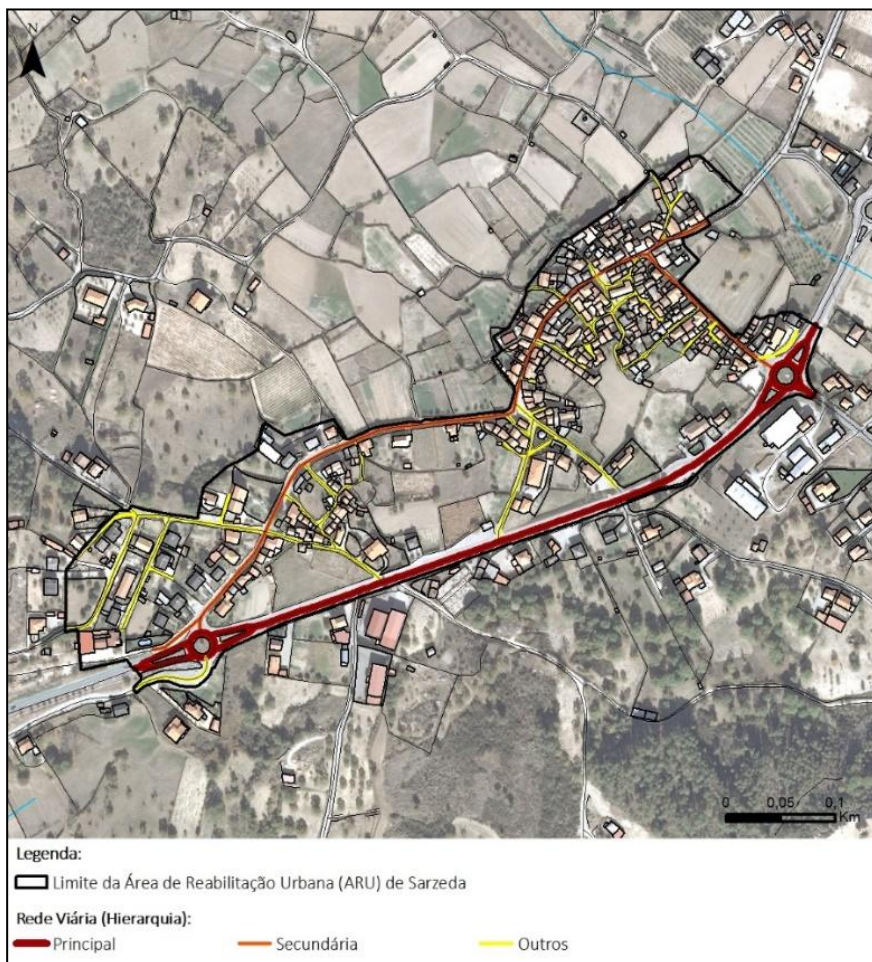 N
0 0,05 0,1
Km
Legenda:
Limite da Área de Reabilitação Urbana (ARU) de Sarzeda
Rede Viária (Hierarquia):
Principal Secundária Outros